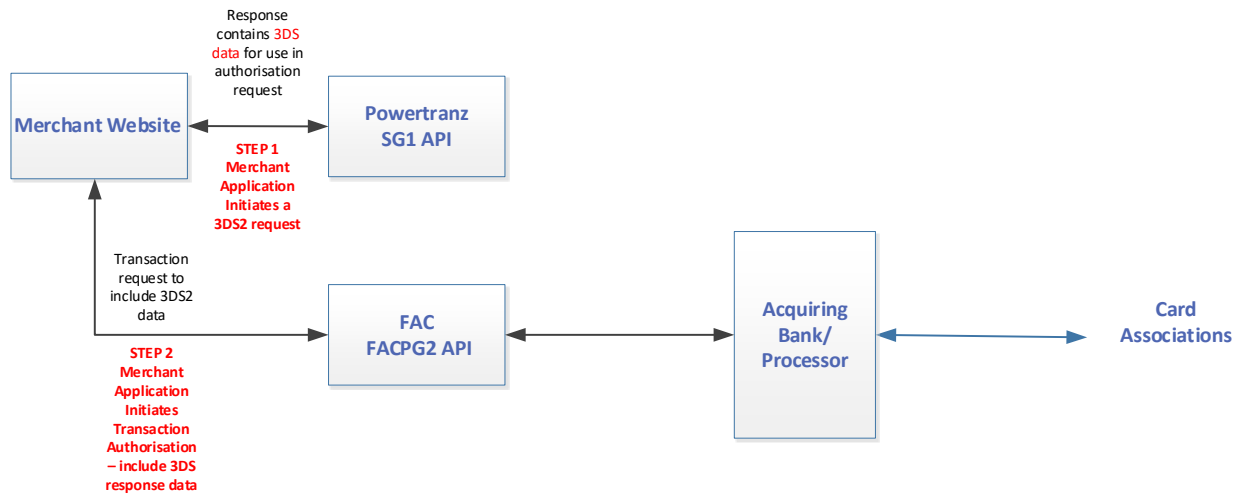 Response
contains 3DS
data for use in
authorisation
request
Merchant Website
Powertranz
SG1 API
STEP 1
Merchant
Application
Initiates a
3DS2 request
Transaction
request to
include 3DS2
data
FAC
FACPG2 API
Acquiring
Bank/
Processor
Card
Associations
STEP 2
Merchant
Application
Initiates
Transaction
Authorisation
– include 3DS
response data